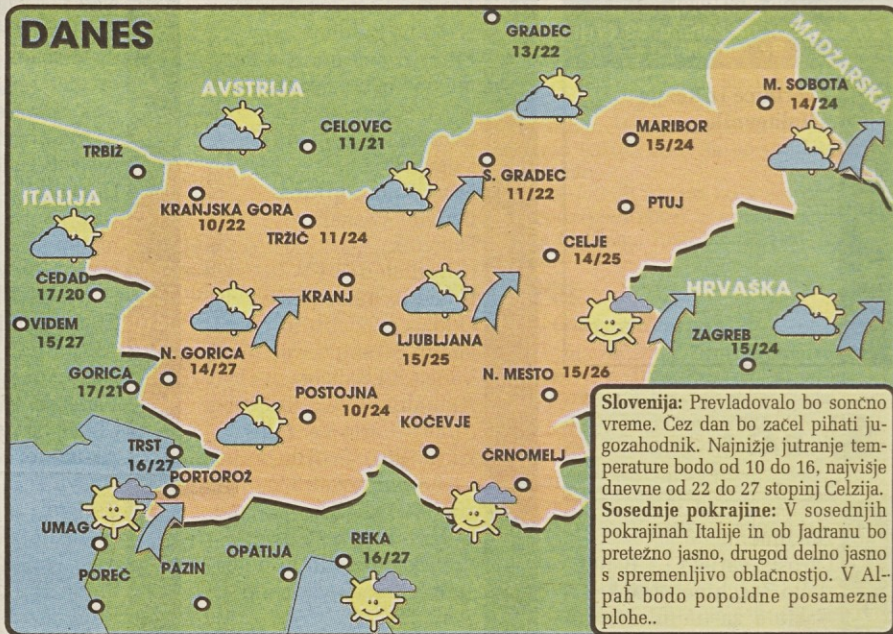 DANES
GRADEC
13/22
MADŽARSKA
AVSTRIJA
M. SOBOTA
14/24
CELOVEC
11/21
MARIBOR
15/24
TRBIŽ
ITALIJA
S. GRADEC
11/22
KRANJSKA GORA
10/22
PTUJ
TRŽIČ 11/24
CELJE
14/25
ČEDAD
17/20
KRANJ
HRVAŠKA
VIDEM
15/27
LJUBLJANA
15/25
ZAGREB
15/24
N. GORICA
14/27
GORICA
17/21
N. MESTO 15/26
POSTOJNA
10/24
KOČEVJE
TRST
16/27
ČRNOMELJ
PORTOROŽ
UMAG
OPATIJA
REKA
16/27
POREČ
PAZIN
Slovenija: Prevladovalo bo sončno
vreme. Čez dan bo začel pihati ju-
gozahodnik. Najnižje jutranje tem-
perature bodo od 10 do 16, najvišje
dnevne od 22 do 27 stopinj Celzija.
Sosednje pokrajine: V sosednjih
pokrajinah Italije in ob Jadranu bo
pretežno jasno, drugod delno jasno
s spremenljivo oblačnostjo. V Al-
pah bodo popoldne posamezne
plohe..